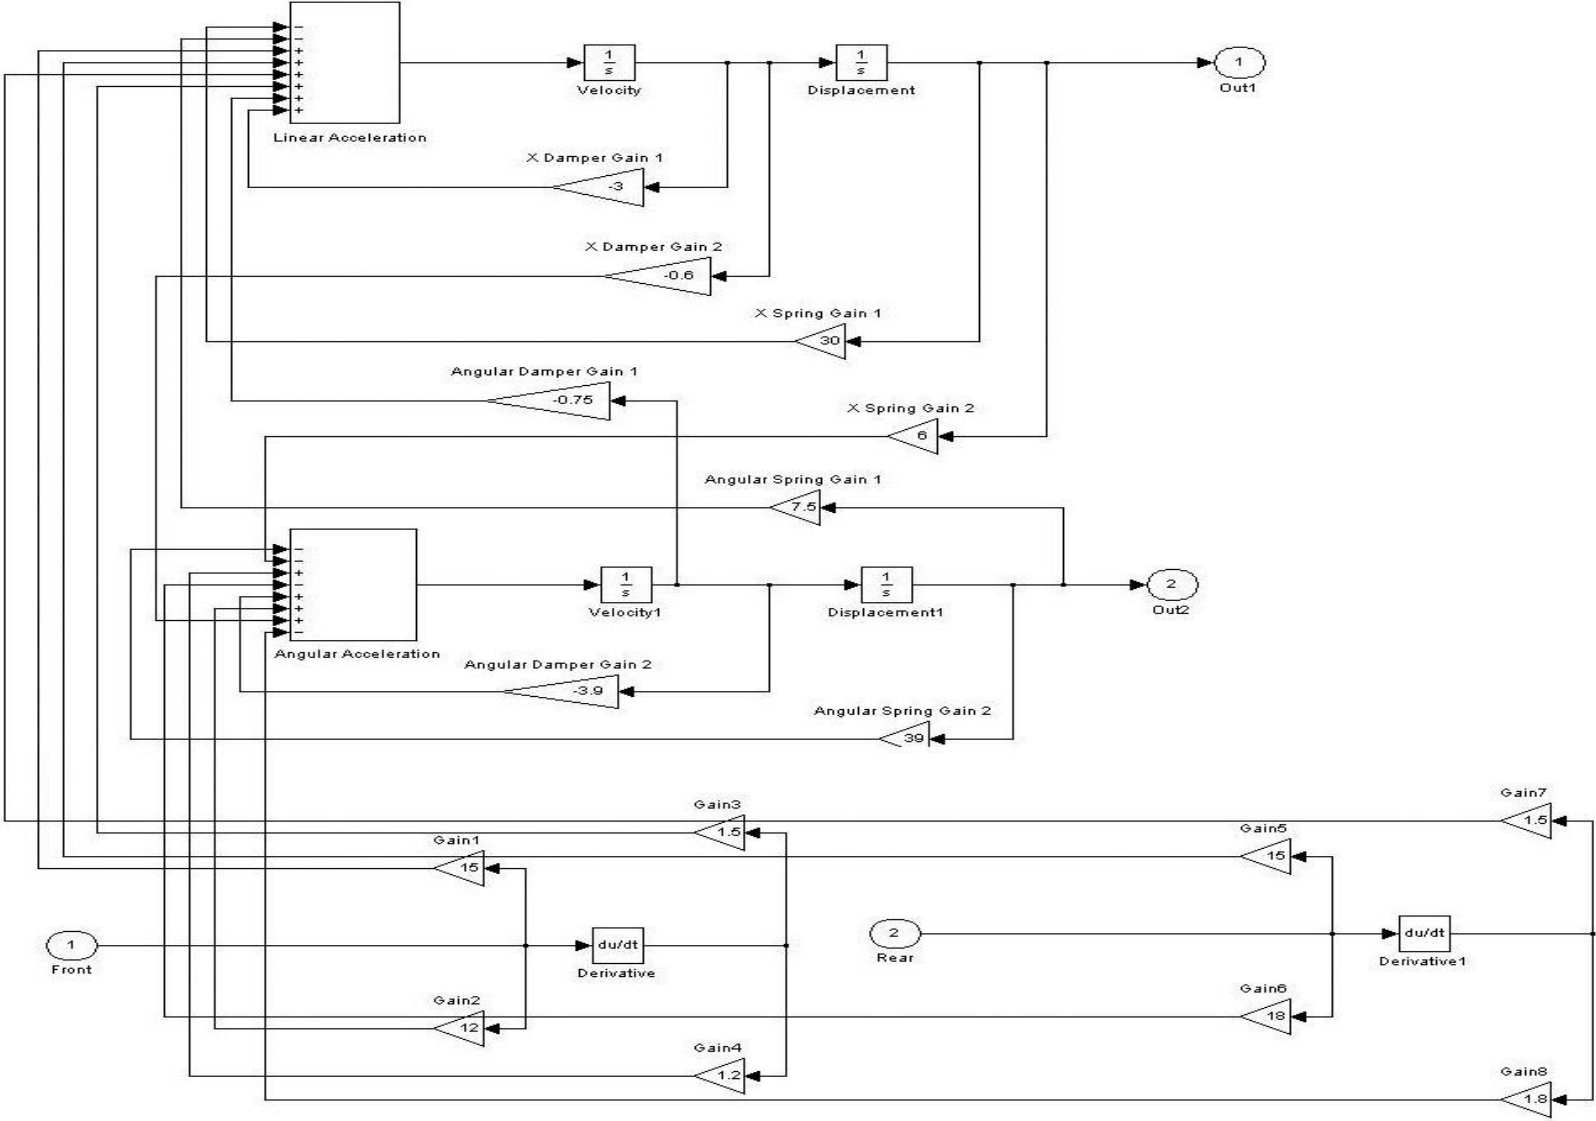 −
−
+
+
+
+
+
+
Linear Acceleration
1
s
Velocity
1
s
Displacement
1
Out1
X Damper Gain 1
-3
X Damper Gain 2
-0.6
X Spring Gain 1
30
Angular Damper Gain 1
-0.75
X Spring Gain 2
6
Angular Spring Gain 1
7.5
−
−
+
−
+
+
+
−
Angular Acceleration
1
s
Velocity1
1
s
Displacement1
2
Out2
Angular Damper Gain 2
-3.9
Angular Spring Gain 2
39
Gain7
1.5
Gain3
1.5
Gain5
15
Gain1
15
1
Front
du/dt
Derivative
2
Rear
du/dt
Derivative1
Gain6
18
Gain2
12
Gain4
1.2
Gain8
1.8